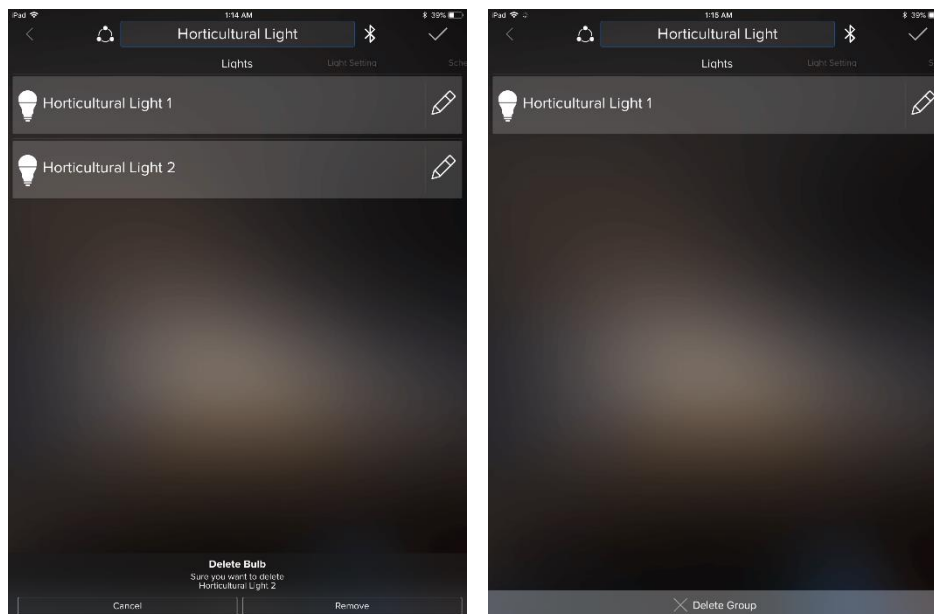 iPad 1:14 AM 39%
Horticultural Light
Lights Light Setting Sche
Horticultural Light 1
Horticultural Light 2
Delete Bulb
Sure you want to delete
Horticultural Light 2
Cancel Remove
iPad 1:15 AM 39%
Horticultural Light
Lights Light Setting S
Horticultural Light 1
Delete Group